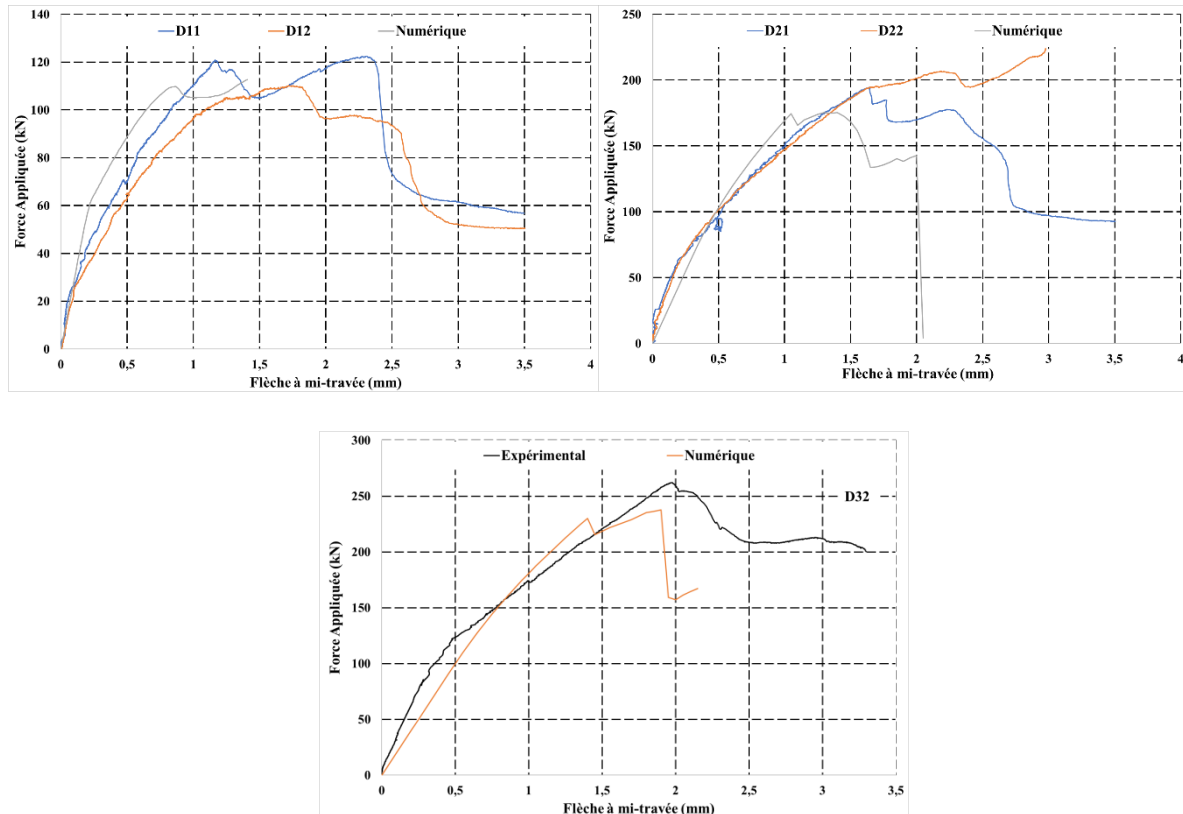 D11 D12 Numérique
140
120
100
80
60
40
20
0
Force Appliquée (kN)
0 0,5 1 1,5 2 2,5 3 3,5 4
Flèche à mi-travée (mm)
D21 D22 Numérique
250
200
150
100
50
0
Force Appliquée (kN)
0 0,5 1 1,5 2 2,5 3 3,5 4
Flèche à mi-travée (mm)
Expérimental Numérique
D32
300
250
200
150
100
50
0
Force Appliquée (kN)
0 0,5 1 1,5 2 2,5 3 3,5
Flèche à mi-travée (mm)